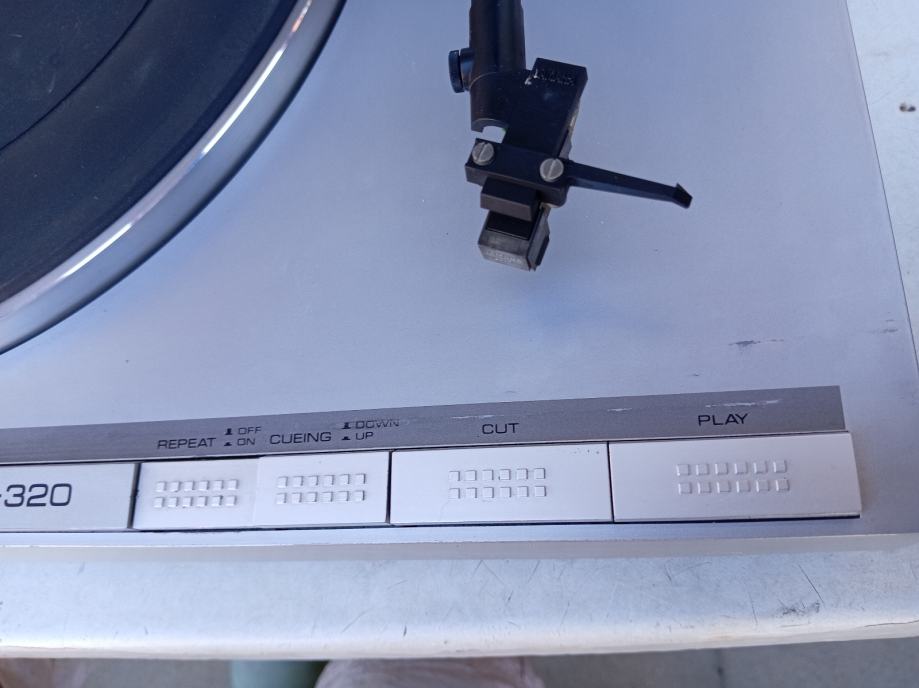 OFF
REPEAT ON
DOWN
CUEING UP
CUT
PLAY
-320